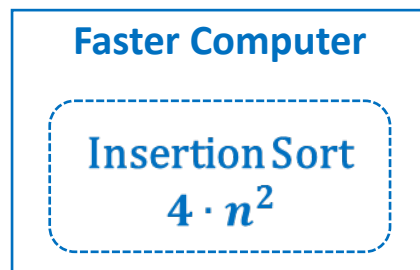 Faster Computer
Insertion Sort
4 · n²